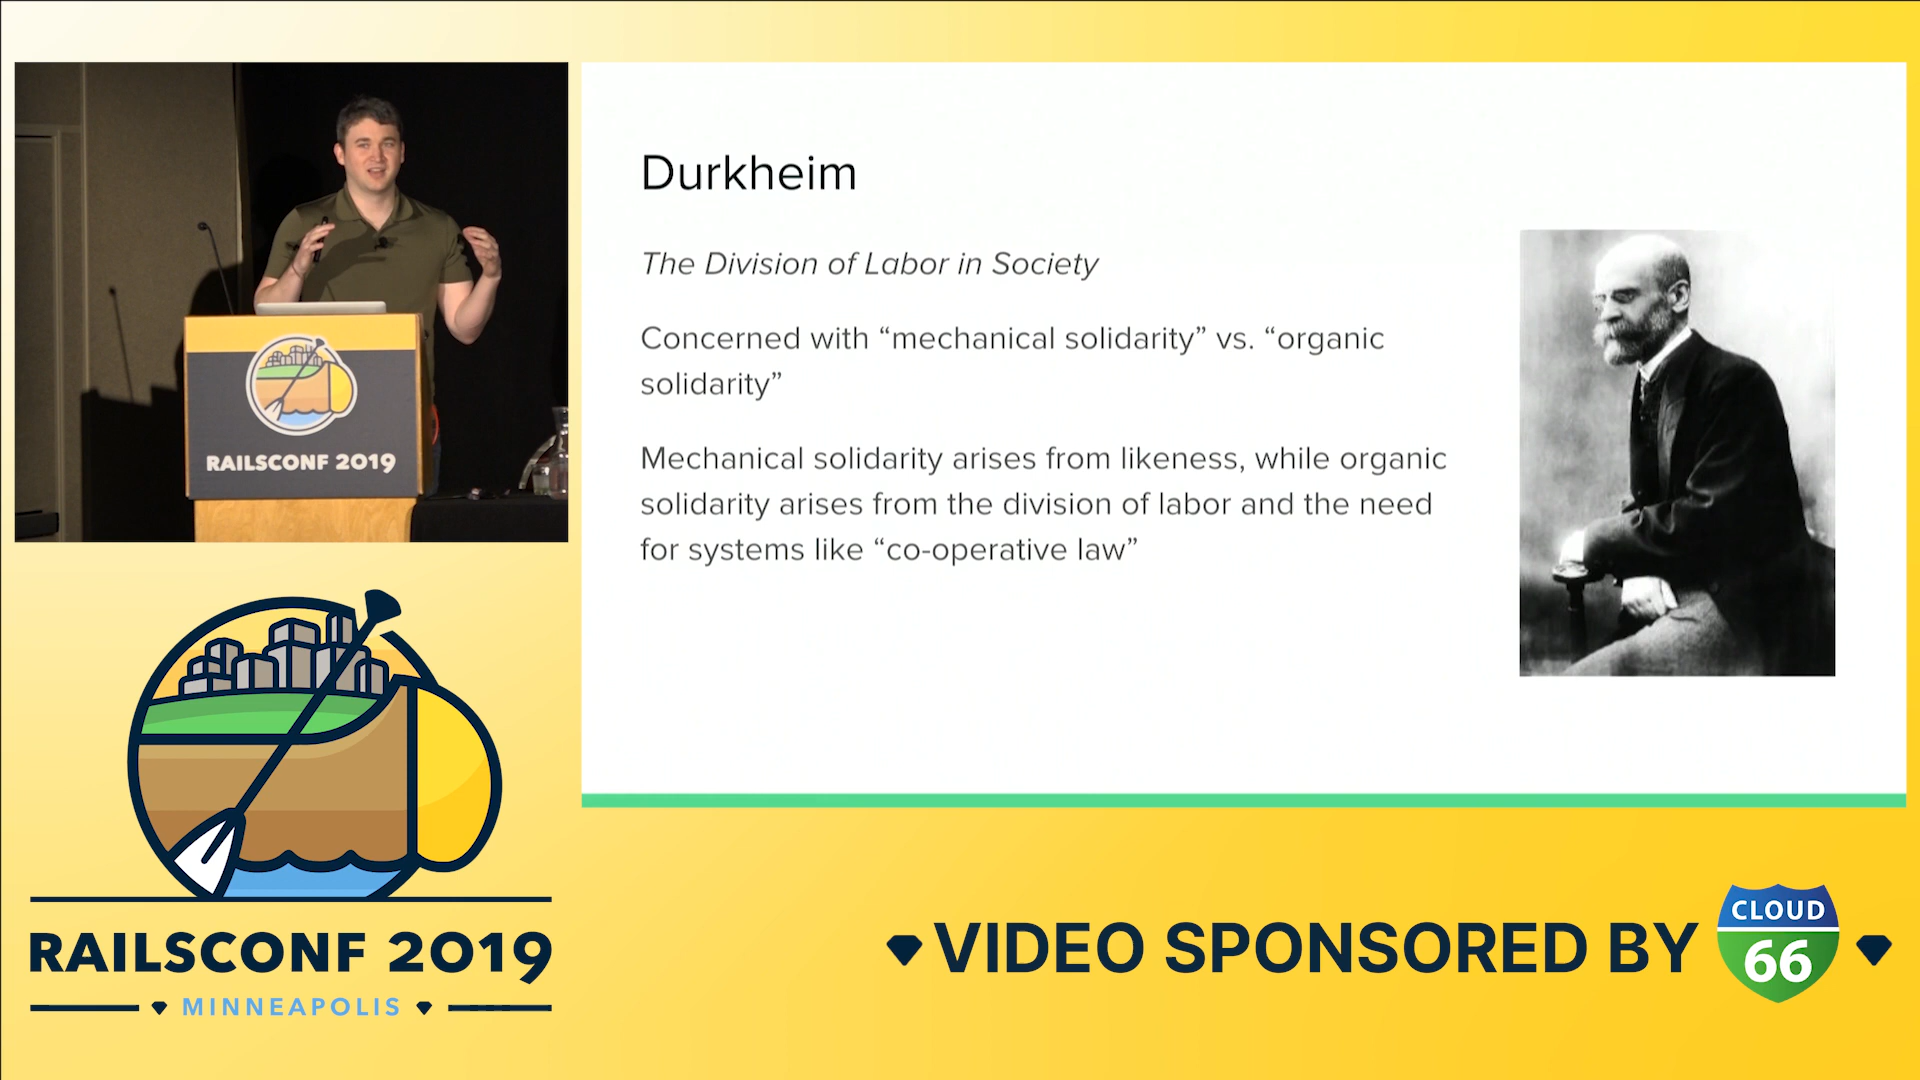 Durkheim
The Division of Labor in Society
Concerned with “mechanical solidarity” vs. “organic
solidarity”
Mechanical solidarity arises from likeness, while organic
solidarity arises from the division of labor and the need
for systems like “co-operative law”
RAILSCONF 2019
RAILSCONF 2019
MINNEAPOLIS
VIDEO SPONSORED BY
CLOUD
66